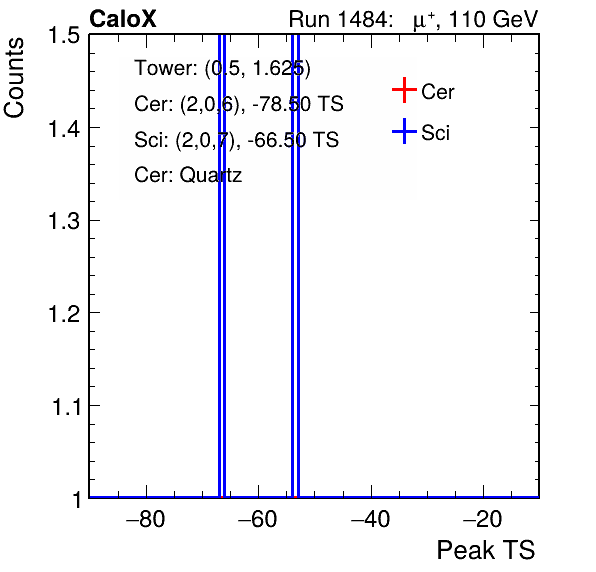 CaloX Run 1484: μ⁺, 110 GeV
Counts
1.5
1.4
1.3
1.2
1.1
1
Tower: (0.5, 1.625)
Cer: (2,0,6), -78.50 TS
Sci: (2,0,7), -66.50 TS
Cer: Quartz
Cer
Sci
−80 −60 −40 −20
Peak TS